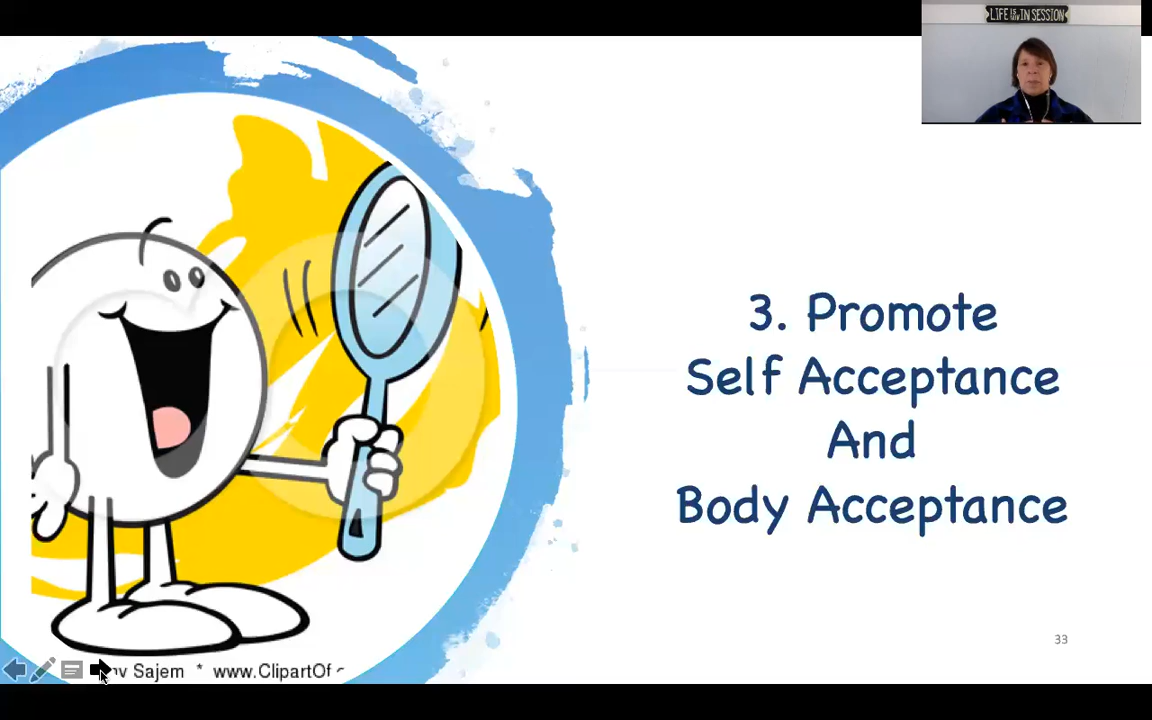 LIFE IS IN SESSION
3. Promote
Self Acceptance
And
Body Acceptance
33
Sajem * www.ClipartOf.